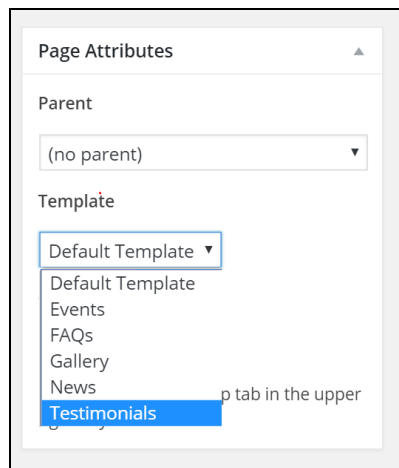 Page Attributes
Parent
(no parent)
Template
Default Template
Default Template
Events
FAQs
Gallery
News
p tab in the upper
Testimonials